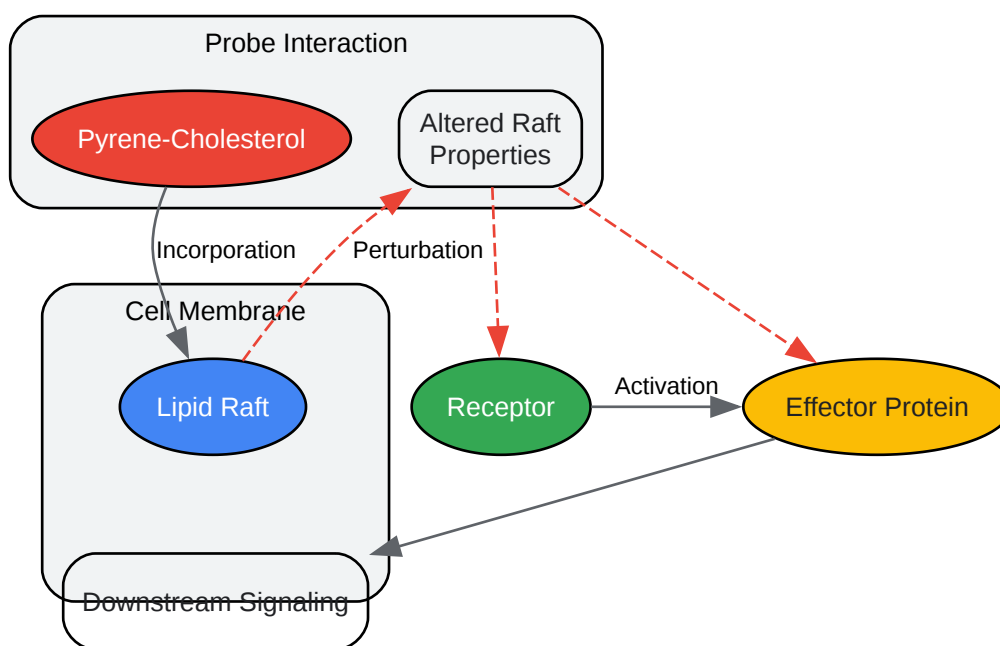 Probe Interaction
Pyrene-Cholesterol
Altered Raft
Properties
Incorporation
Perturbation
Cell Membrane
Lipid Raft
Receptor
Activation
Effector Protein
Downstream Signaling